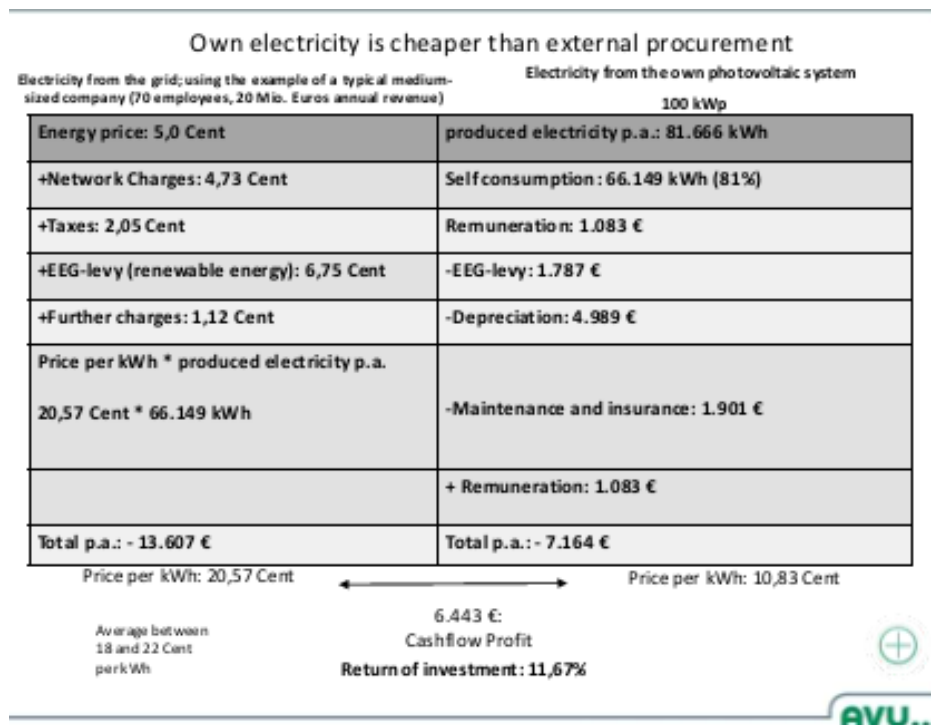 Own electricity is cheaper than external procurement
Electricity from the grid; using the example of a typical medium-
sized company (70 employees, 20 Mio. Euros annual revenue)
Electricity from the own photovoltaic system
100 kWp
Energy price: 5,0 Cent
produced electricity p.a.: 81.666 kWh
+Network Charges: 4,73 Cent
Self consumption: 66.149 kWh (81%)
+Taxes: 2,05 Cent
Remuneration: 1.083 €
+EEG-levy (renewable energy): 6,75 Cent
-EEG-levy: 1.787 €
+Further charges: 1,12 Cent
-Depreciation: 4.989 €
Price per kWh * produced electricity p.a.
20,57 Cent * 66.149 kWh
-Maintenance and insurance: 1.901 €
+ Remuneration: 1.083 €
Total p.a.: - 13.607 €
Total p.a.: - 7.164 €
Price per kWh: 20,57 Cent
Price per kWh: 10,83 Cent
6.443 €:
Cashflow Profit
Return of investment: 11,67%
Average between
18 and 22 Cent
per kWh
AVU..